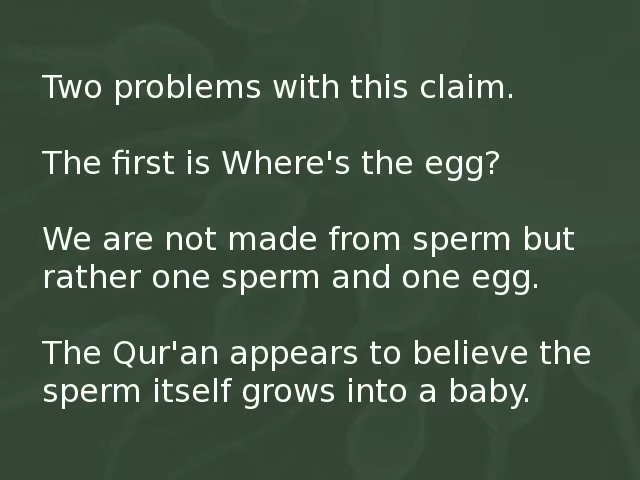 Two problems with this claim.
The first is Where's the egg?
We are not made from sperm but
rather one sperm and one egg.
The Qur'an appears to believe the
sperm itself grows into a baby.